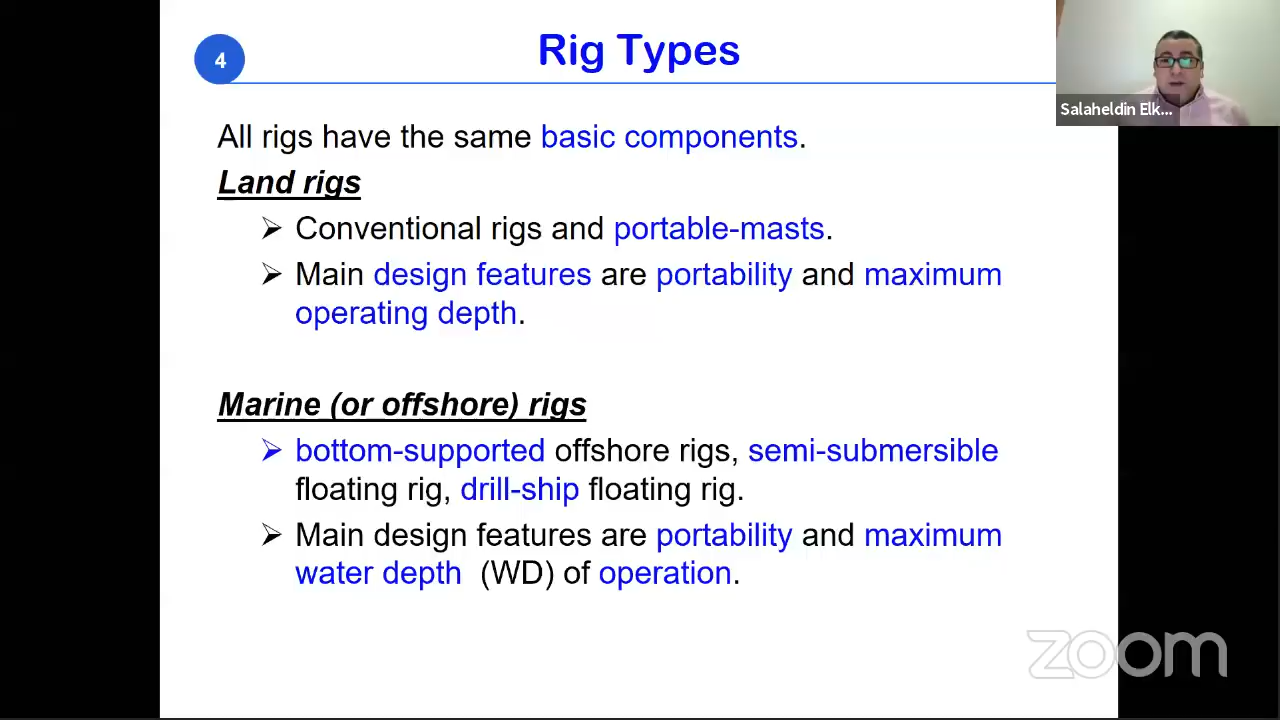 4
Rig Types
Salaheldin Elk...
All rigs have the same basic components.
Land rigs
➢ Conventional rigs and portable-masts.
➢ Main design features are portability and maximum
operating depth.
Marine (or offshore) rigs
➢ bottom-supported offshore rigs, semi-submersible
floating rig, drill-ship floating rig.
➢ Main design features are portability and maximum
water depth (WD) of operation.
zoom